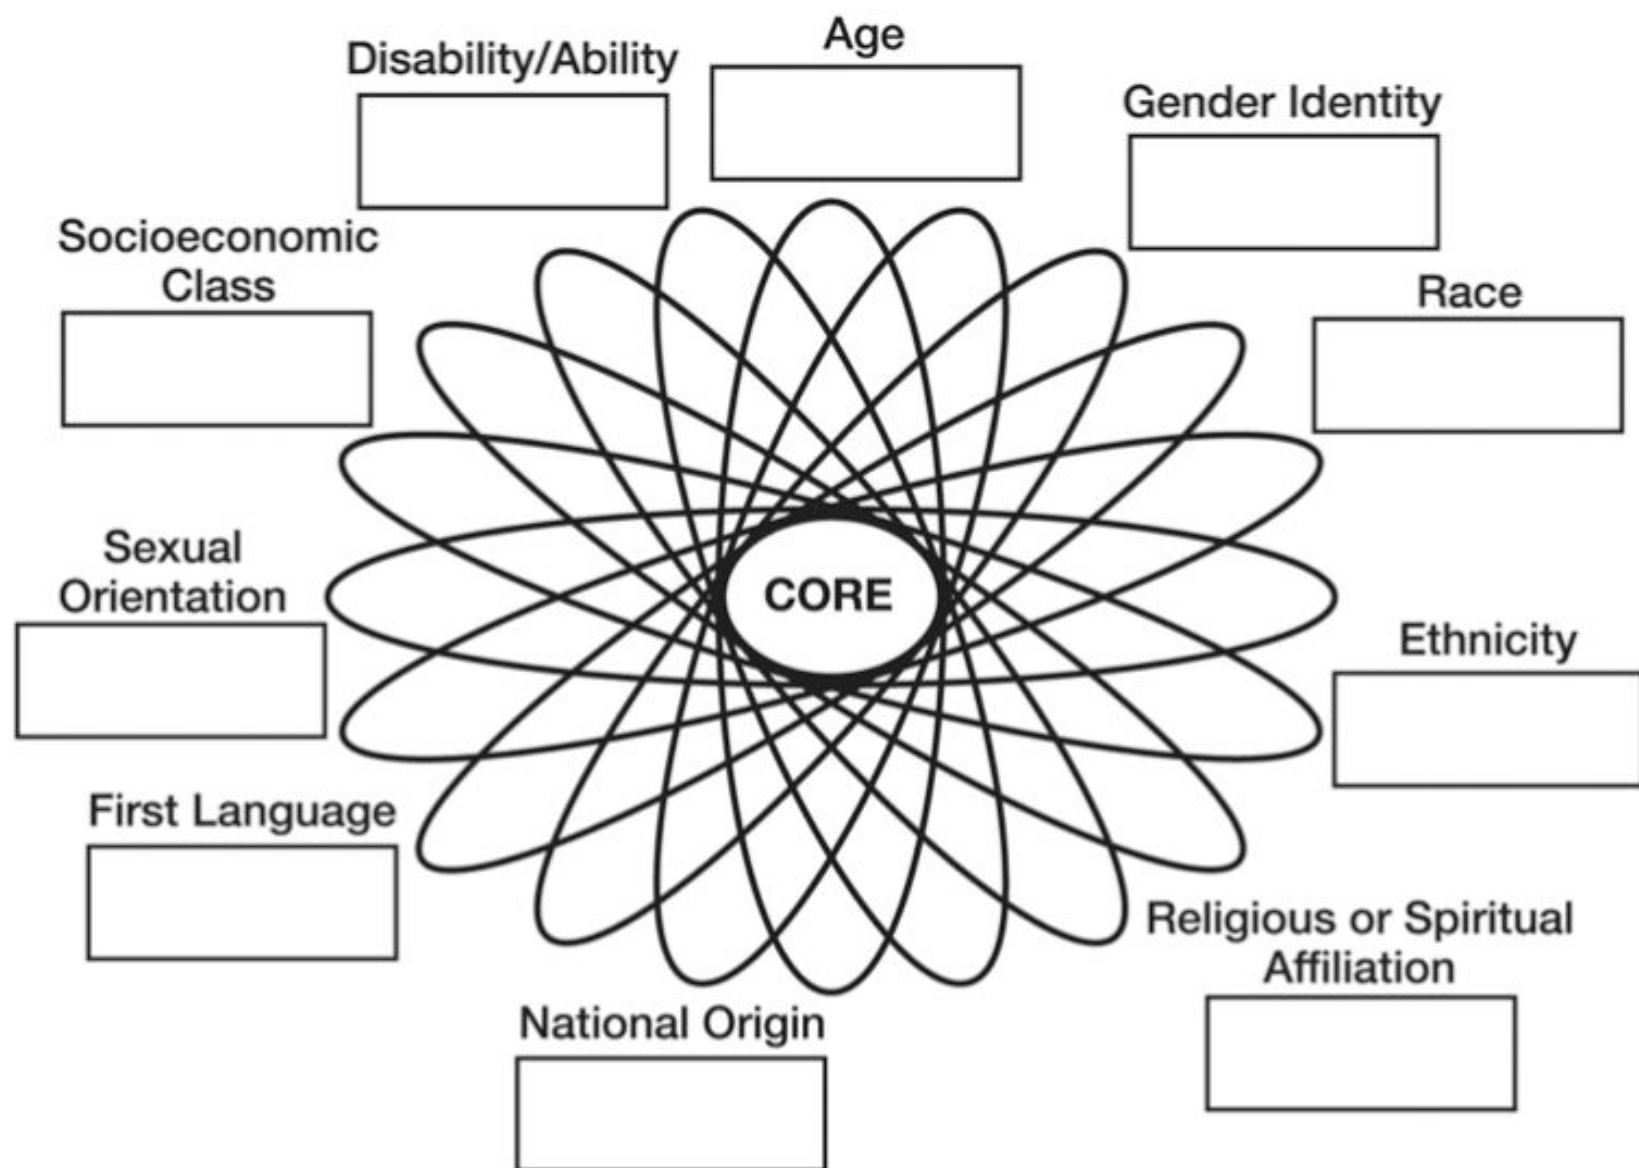 Age
Disability/Ability
Gender Identity
Socioeconomic
Class
Race
Sexual
Orientation
CORE
Ethnicity
First Language
Religious or Spiritual
Affiliation
National Origin